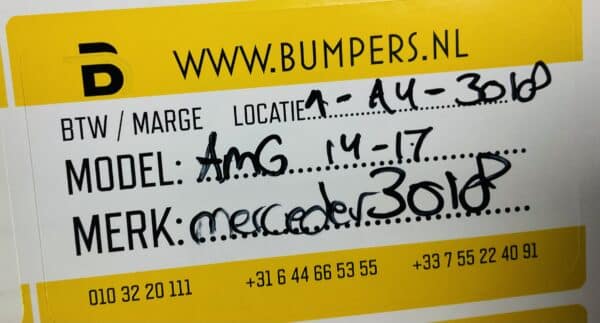 B WWW.BUMPERS.NL
BTW / MARGE LOCATIE 1-A4-3018
MODEL: AMG 14-17
MERK: merceder 3018
010 32 20 111 +31 6 44 66 53 55 +33 7 55 22 40 91